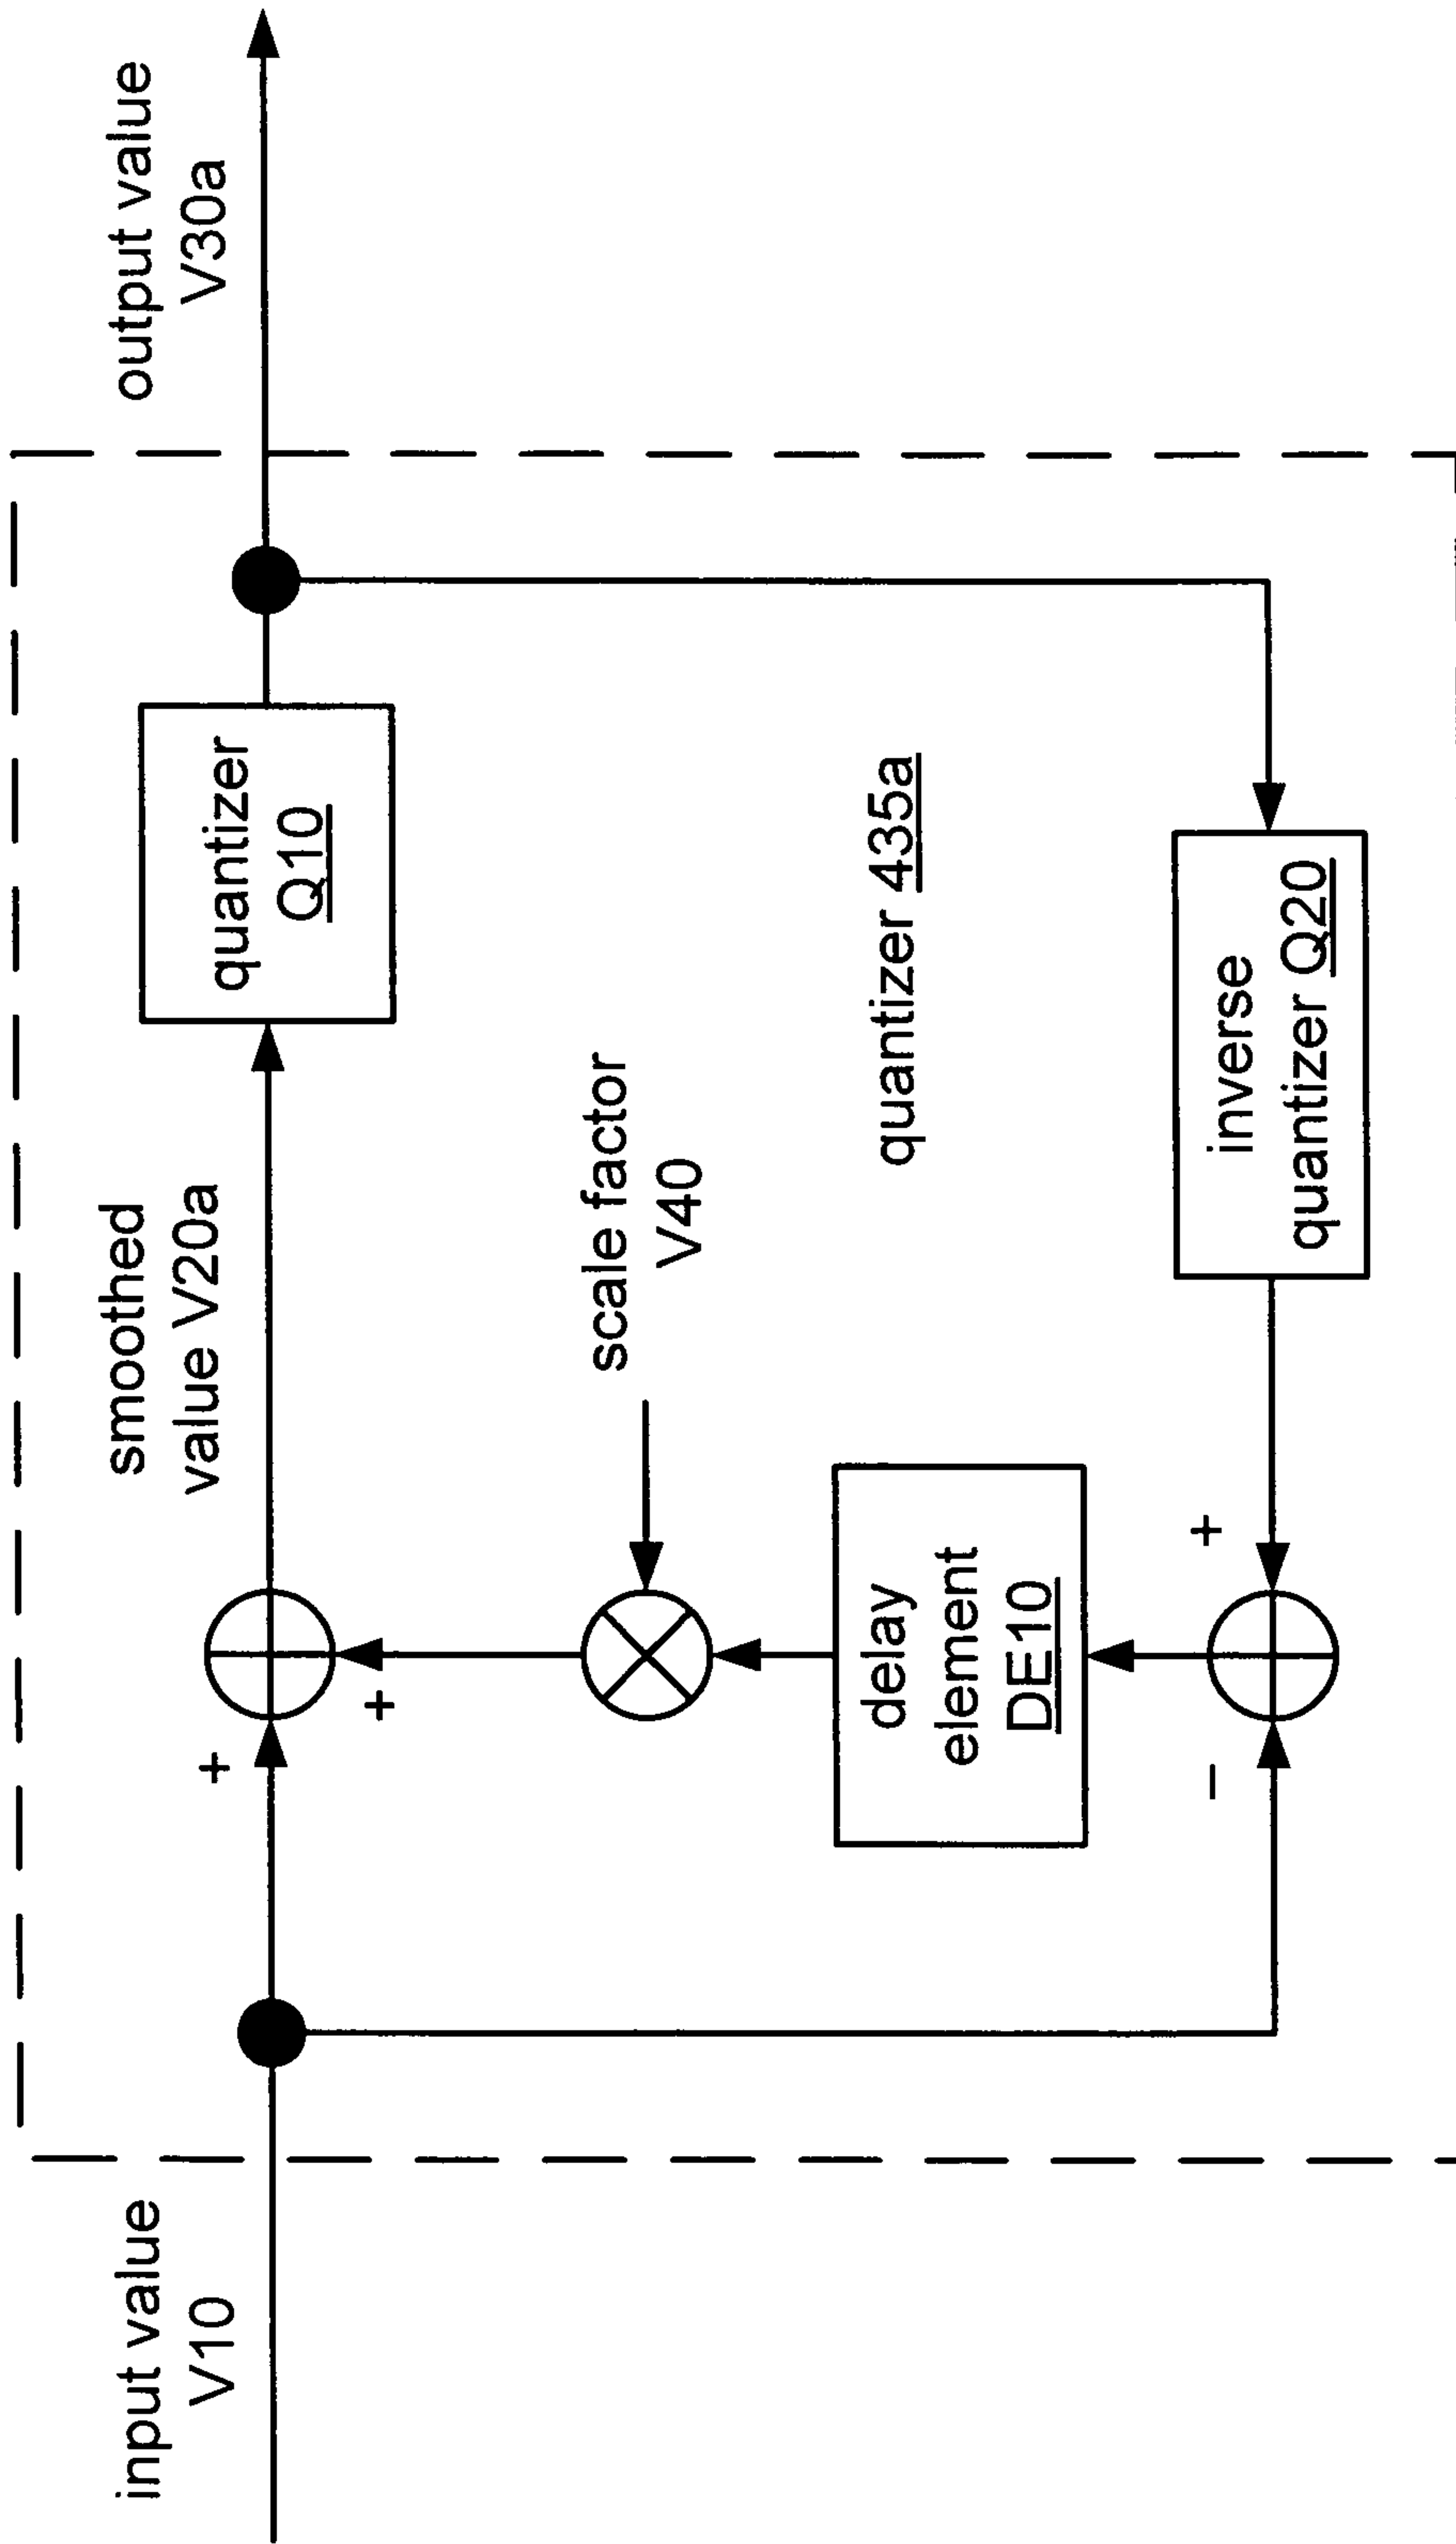 input value
V10
+
+
smoothed
value V20a
quantizer
Q10
output value
V30a
scale factor
V40
delay
element
DE10
quantizer 435a
−
+
inverse
quantizer Q20